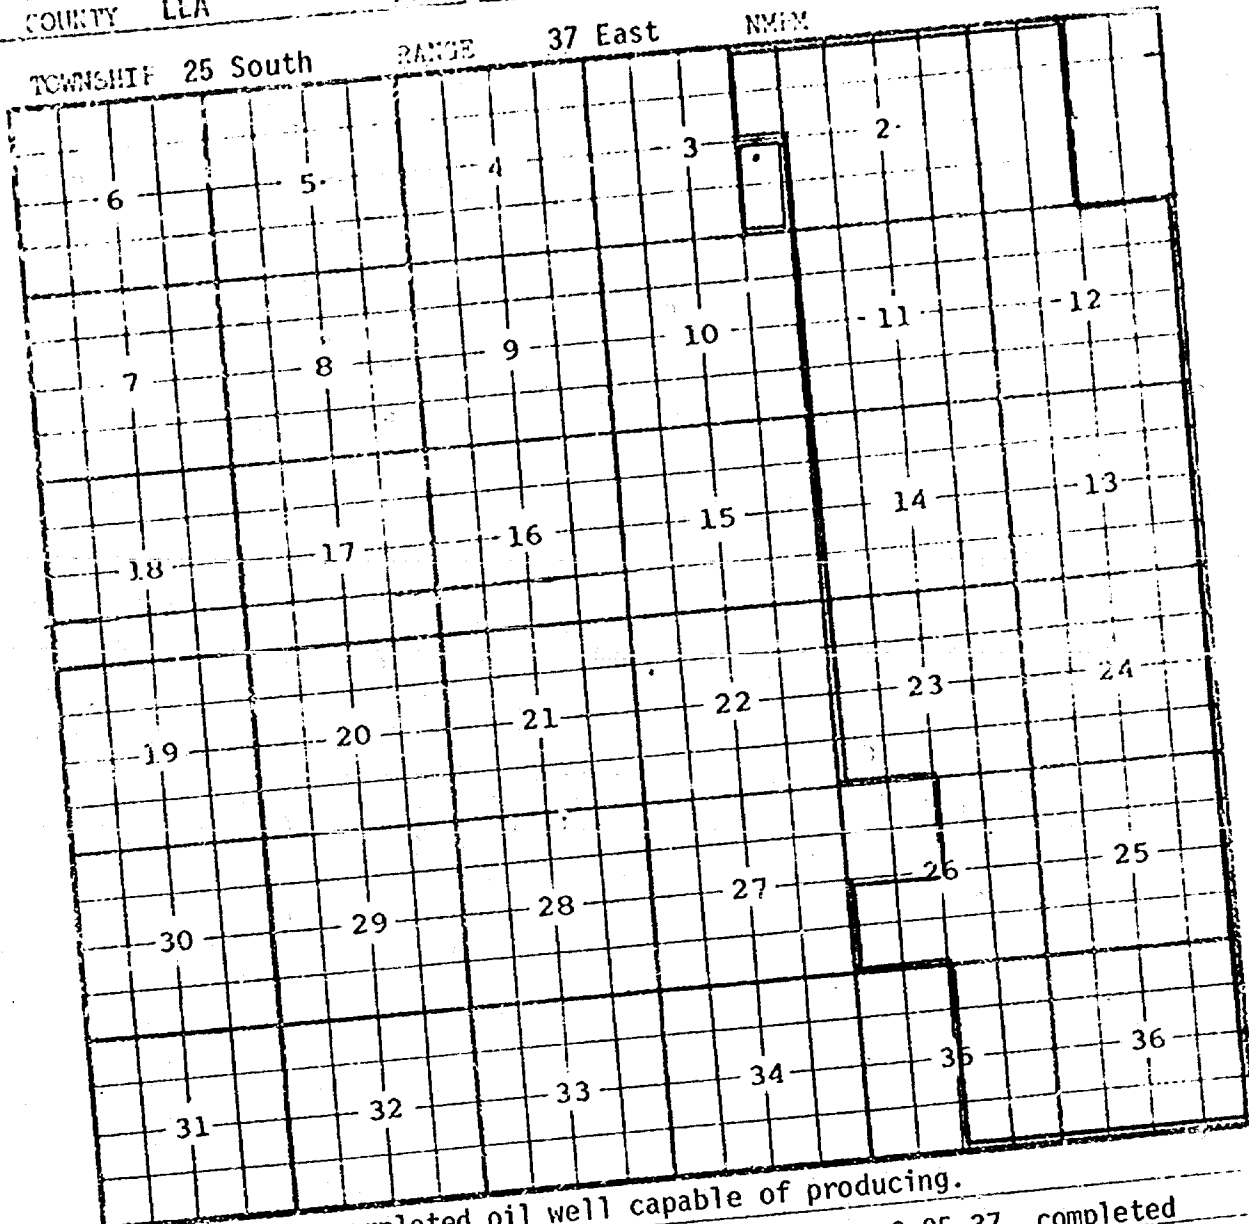 COUNTY LEA
TOWNSHIP 25 South RANGE 37 East NMPM
6 5 4 3 2
7 8 9 10 11 12
18 17 16 15 14 13
19 20 21 22 23 24
30 29 28 27 26 25
31 32 33 34 35 36
oil well capable of producing.
completed